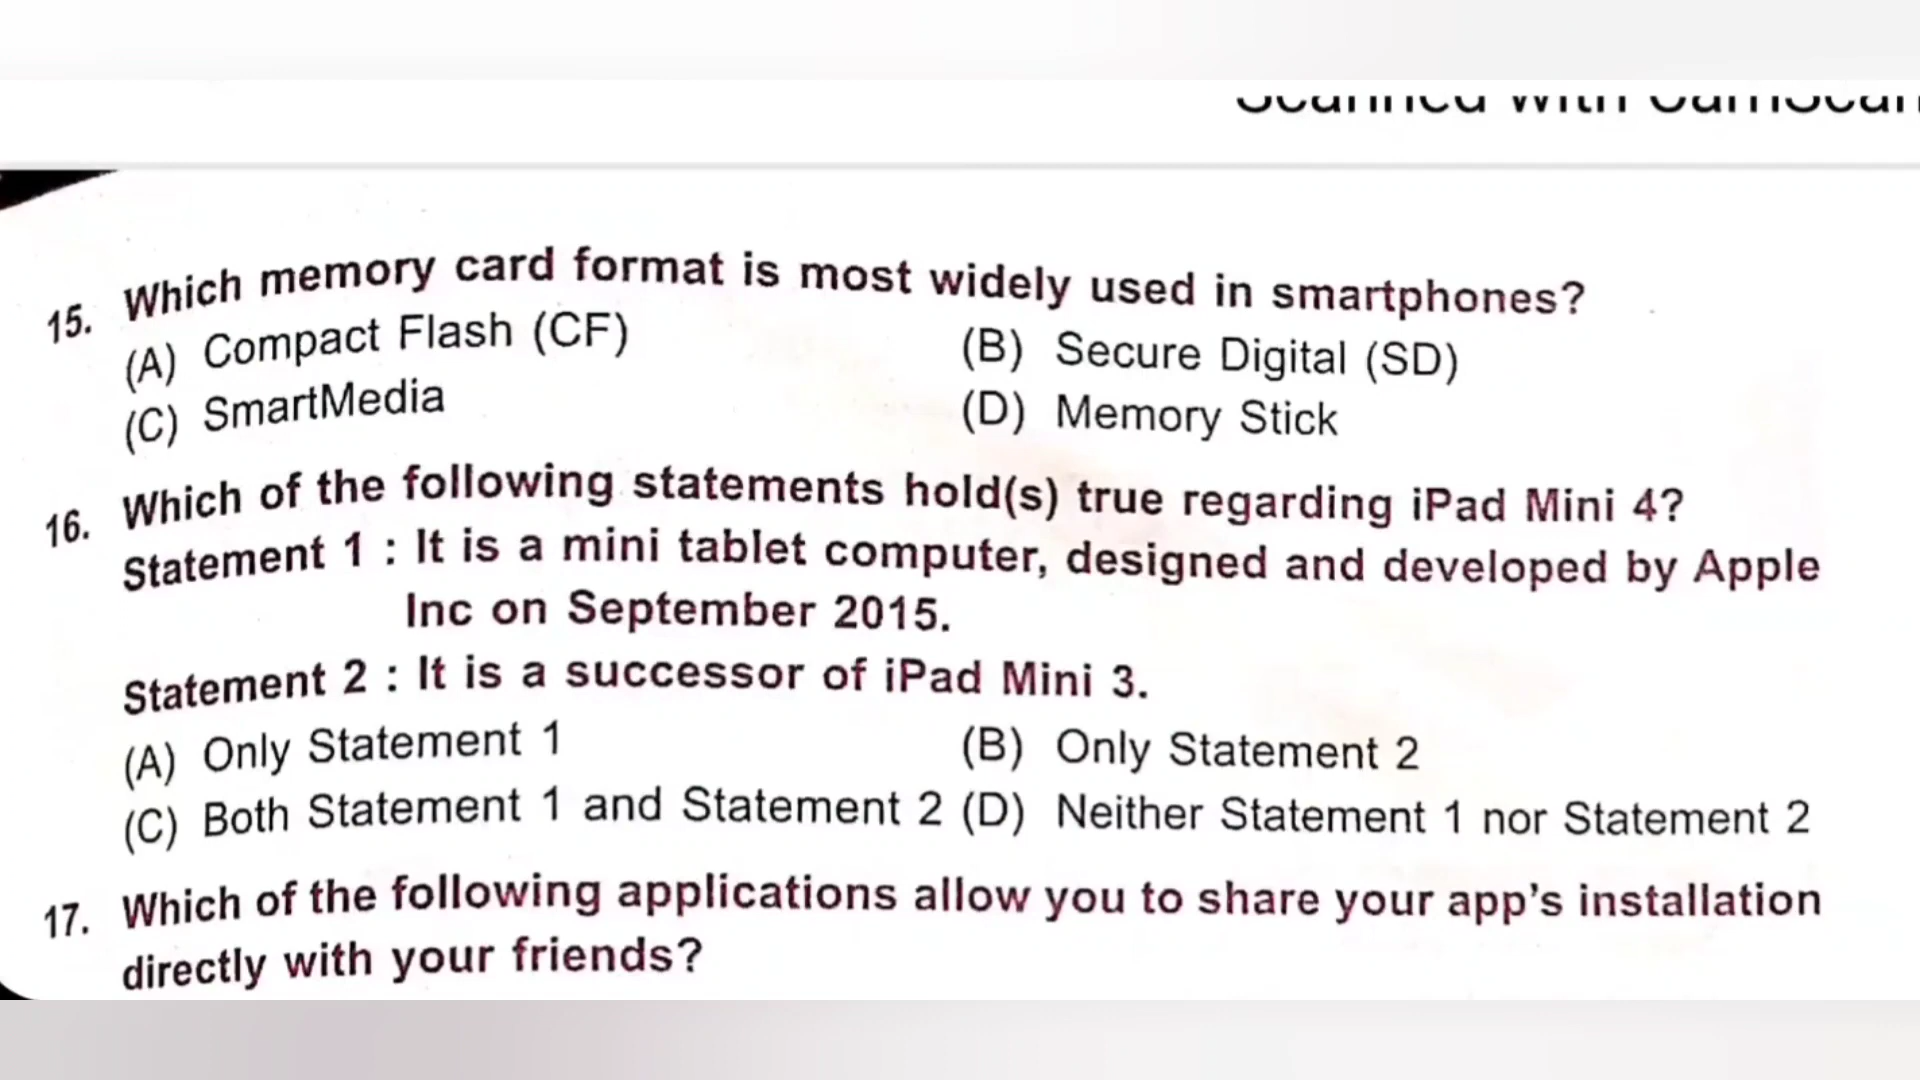 15. Which memory card format is most widely used in smartphones?
(A) Compact Flash (CF) (B) Secure Digital (SD)
(C) SmartMedia (D) Memory Stick
16. Which of the following statements hold(s) true regarding iPad Mini 4?
Statement 1 : It is a mini tablet computer, designed and developed by Apple
Inc on September 2015.
Statement 2 : It is a successor of iPad Mini 3.
(A) Only Statement 1 (B) Only Statement 2
(C) Both Statement 1 and Statement 2 (D) Neither Statement 1 nor Statement 2
17. Which of the following applications allow you to share your app's installation
directly with your friends?